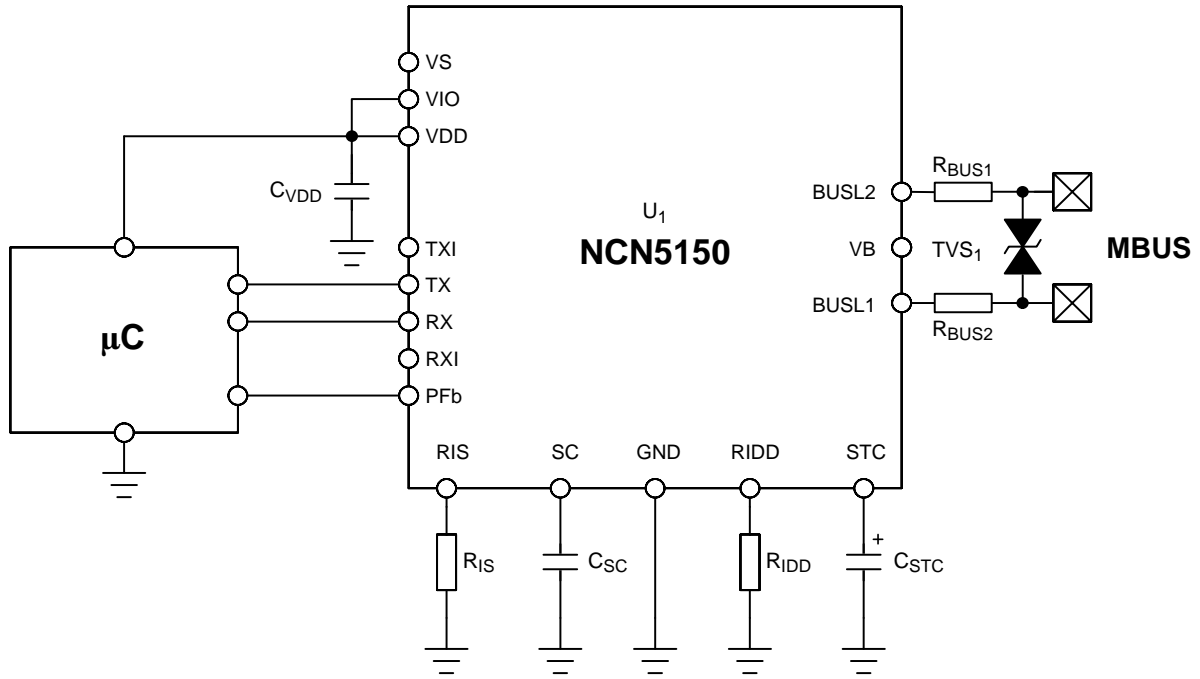 VS
VIO
VDD
CVDD
TXI
TX
RX
RXI
PFb
μC
U1
NCN5150
BUSL2
VB
BUSL1
RBUS1
TVS1
RBUS2
MBUS
RIS
SC
GND
RIDD
STC
RIS
CSC
RIDD
+
CSTC